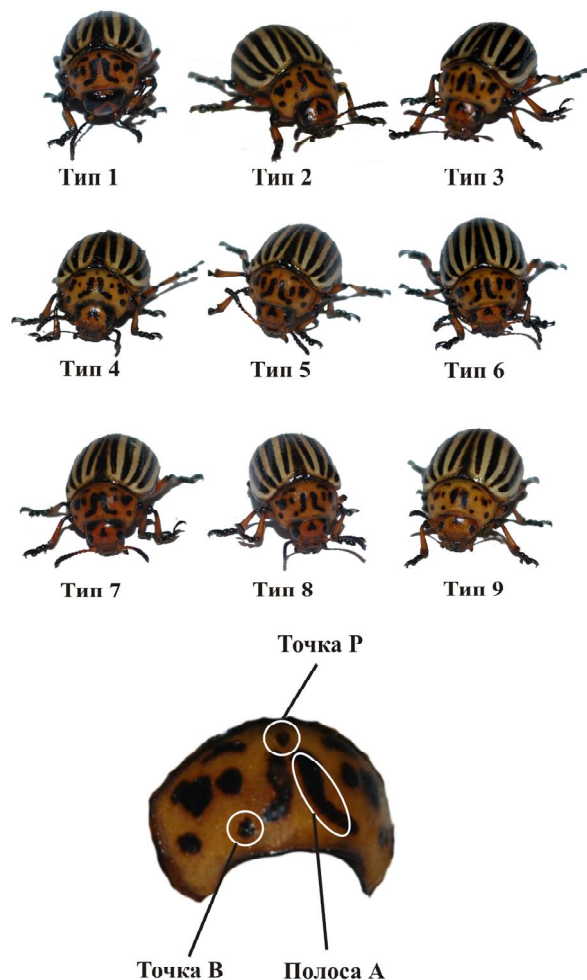 Тип 1 Тип 2 Тип 3
Тип 4 Тип 5 Тип 6
Тип 7 Тип 8 Тип 9
Точка Р
Точка В Полоса А